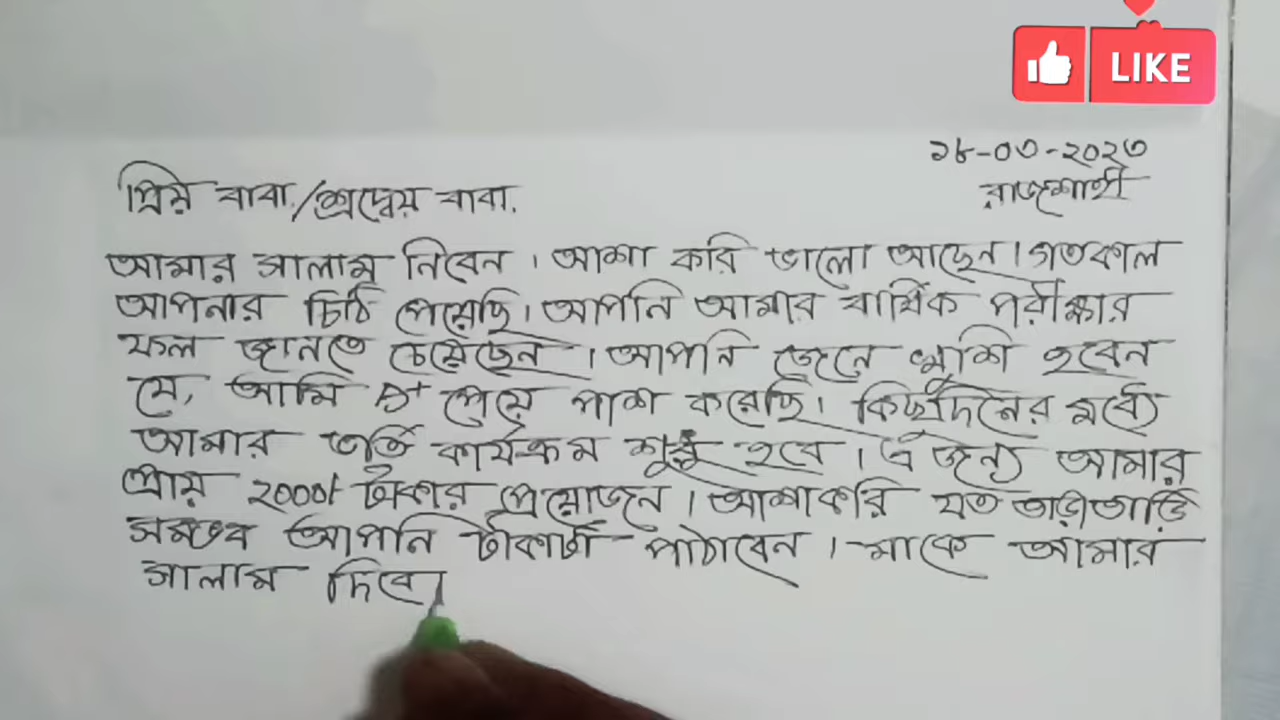 LIKE
১৮-০৩-২০২৩
রাজশাহী
প্রিয় বাবা,/শ্রদ্বেয় বাবা,
আমার সালাম নিবেন। আশা করি ভালো আছেন। গতকাল
আপনার চিঠি পেয়েছি। আপনি আমার বার্ষিক পরীক্ষার
ফল জানতে চেয়েছেন। আপনি জেনে খুশি হবেন
যে, আমি A+ পেয়ে পাশ করেছি। কিছুদিনের মধ্যে
আমার ভর্তি কার্যক্রম শুরু হবে। এ জন্য আমার
প্রায় ২০০০/- টাকার প্রয়োজন। আশাকরি যত তাড়াতাড়ি
সম্ভব আপনি টাকাটা পাঠাবেন। মাকে আমার
সালাম দিবে